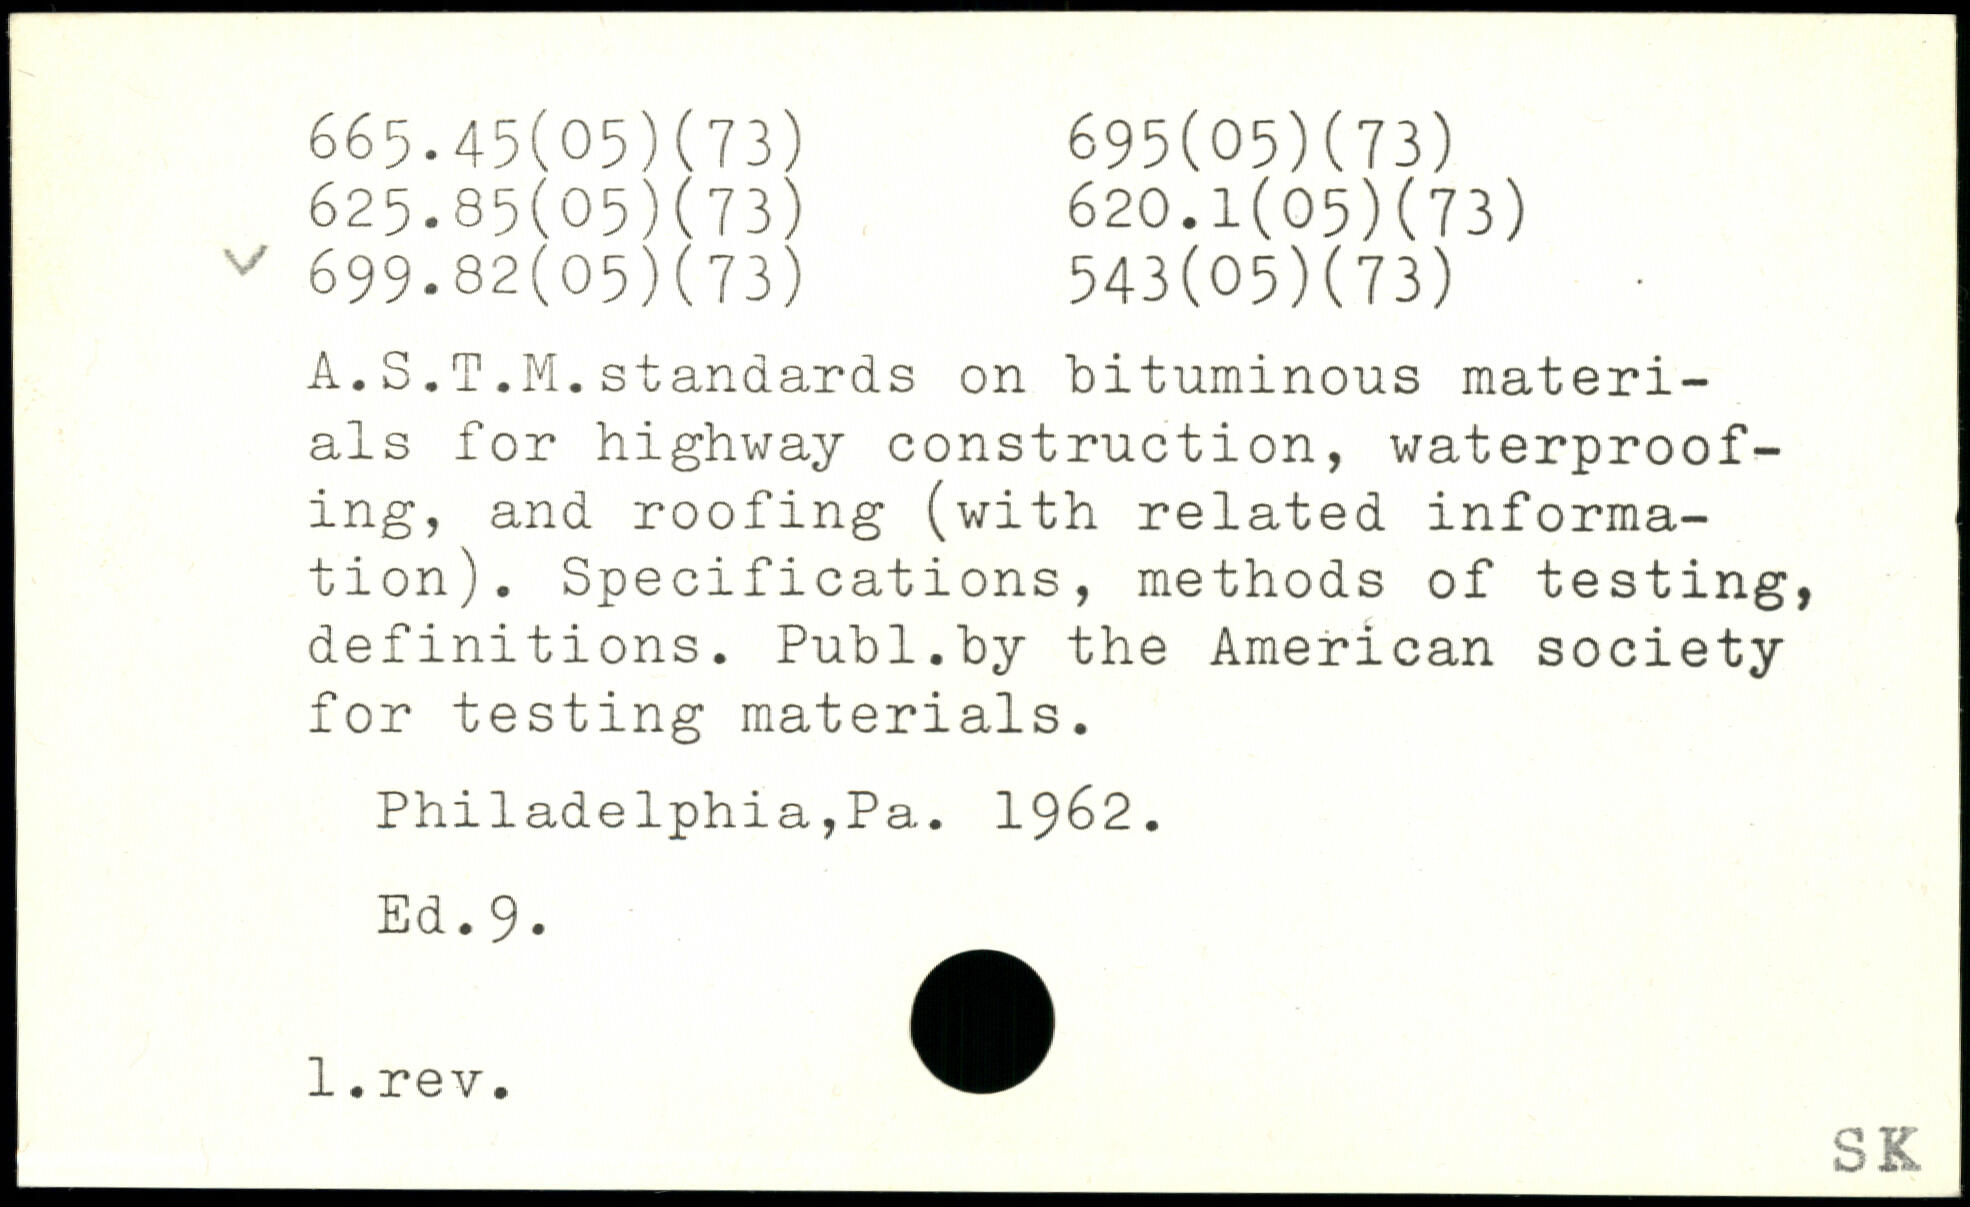 665.45(05)(73) 695(05)(73)
625.85(05)(73) 620.1(05)(73)
✓ 699.82(05)(73) 543(05)(73)
A.S.T.M.standards on bituminous materi-
als for highway construction, waterproof-
ing, and roofing (with related informa-
tion). Specifications, methods of testing,
definitions. Publ.by the American society
for testing materials.
Philadelphia,Pa. 1962.
Ed.9.
1.rev.
SK